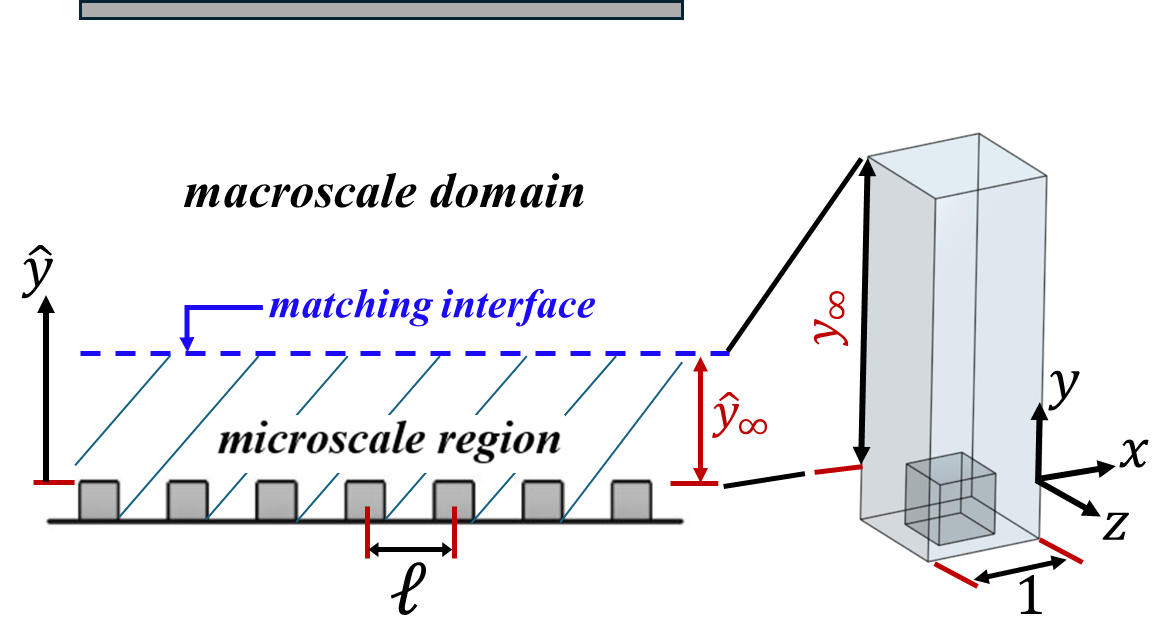 macroscale domain
ŷ
matching interface
y∞
microscale region
ŷ∞
y
x
z
ℓ
1